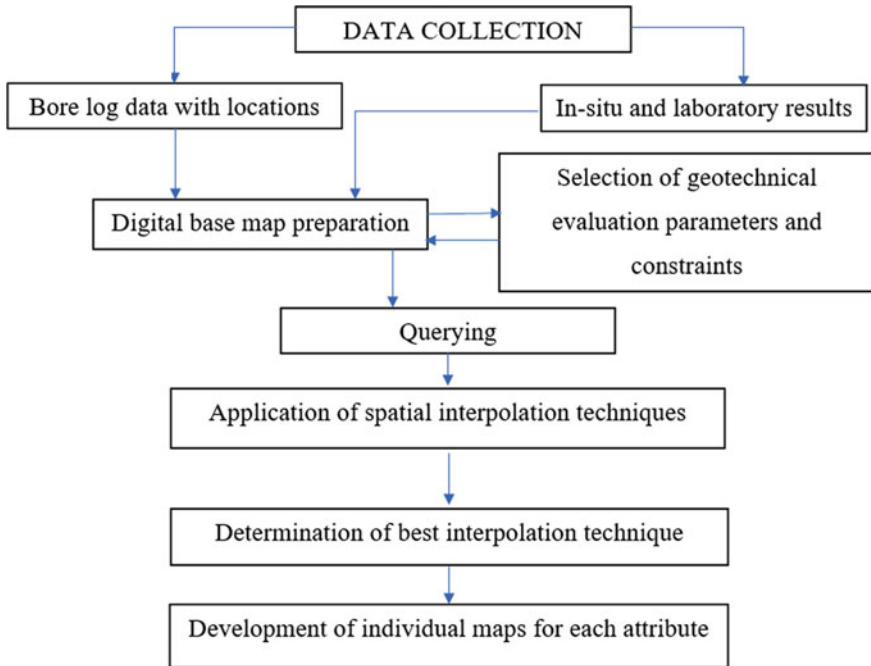 DATA COLLECTION
Bore log data with locations
In-situ and laboratory results
Digital base map preparation
Selection of geotechnical
evaluation parameters and
constraints
Querying
Application of spatial interpolation techniques
Determination of best interpolation technique
Development of individual maps for each attribute